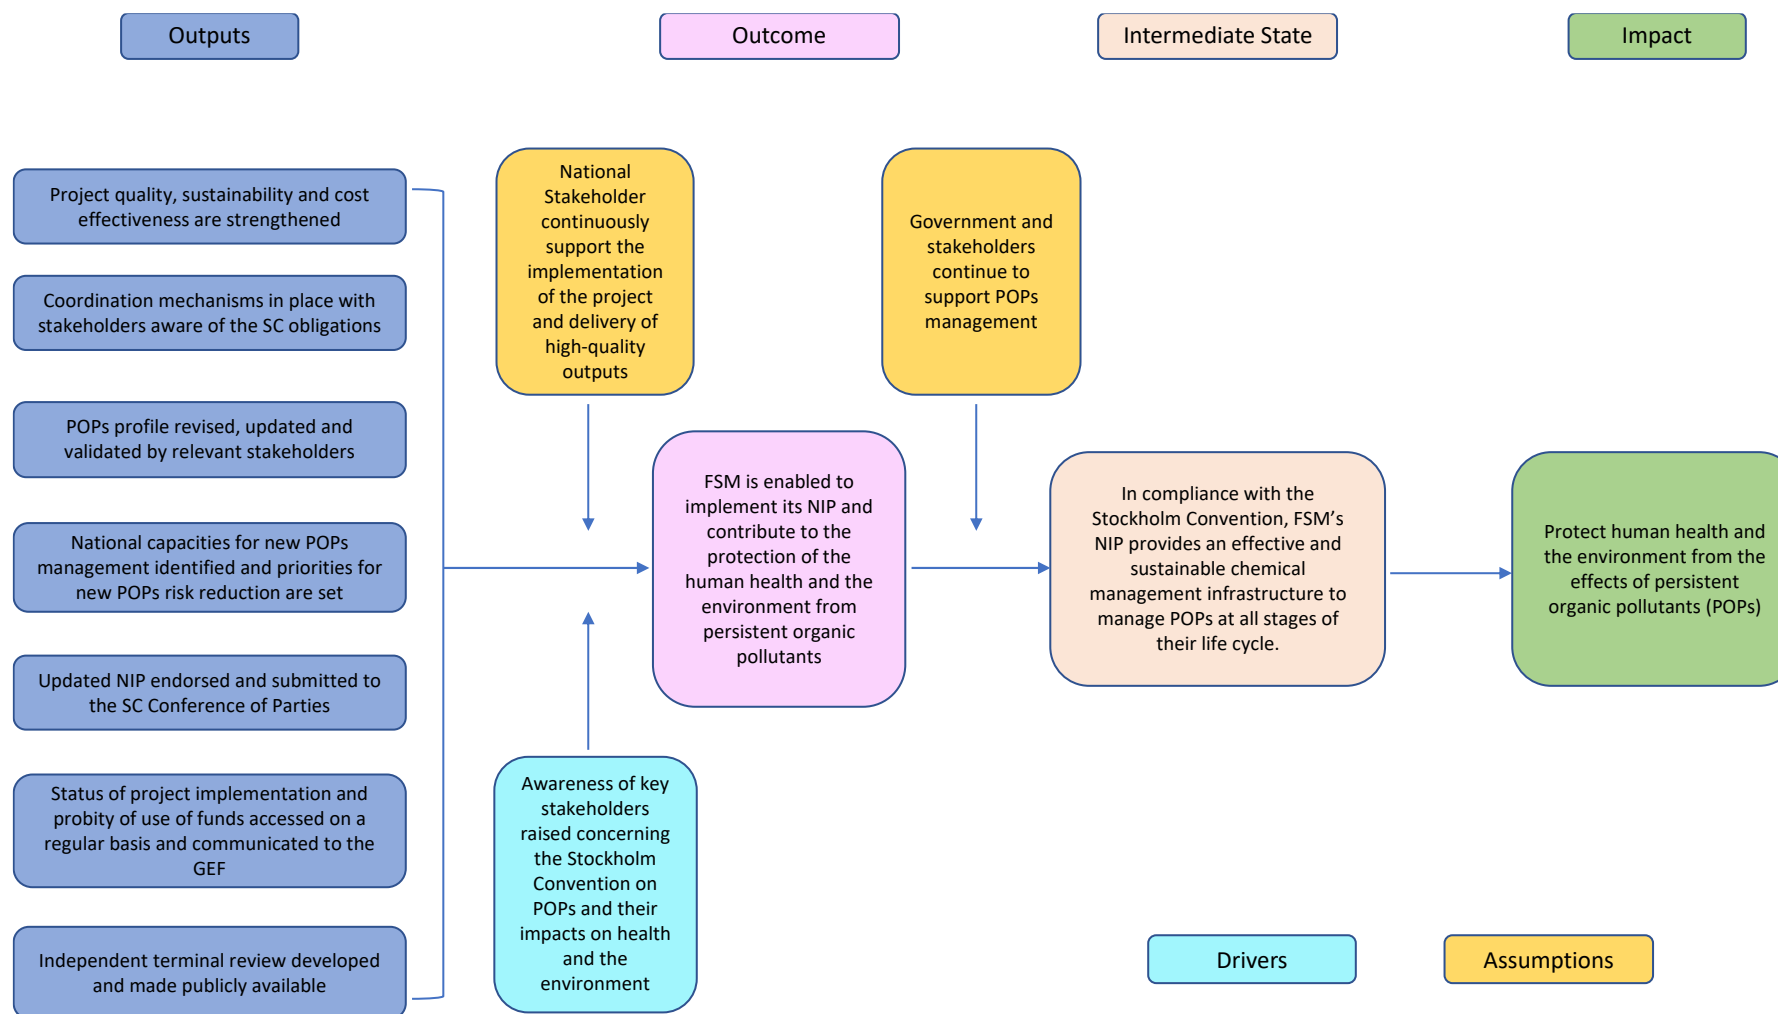 Outputs
Outcome
Intermediate State
Impact
Project quality, sustainability and cost
effectiveness are strengthened
Coordination mechanisms in place with
stakeholders aware of the SC obligations
POPs profile revised, updated and
validated by relevant stakeholders
National capacities for new POPs
management identified and priorities for
new POPs risk reduction are set
Updated NIP endorsed and submitted to
the SC Conference of Parties
Status of project implementation and
probity of use of funds accessed on a
regular basis and communicated to the
GEF
Independent terminal review developed
and made publicly available
National
Stakeholder
continuously
support the
implementation
of the project
and delivery of
high-quality
outputs
Awareness of key
stakeholders
raised concerning
the Stockholm
Convention on
POPs and their
impacts on health
and the
environment
FSM is enabled to
implement its NIP and
contribute to the
protection of the
human health and the
environment from
persistent organic
pollutants
Government and
stakeholders
continue to
support POPs
management
In compliance with the
Stockholm Convention, FSM’s
NIP provides an effective and
sustainable chemical
management infrastructure to
manage POPs at all stages of
their life cycle.
Protect human health and
the environment from the
effects of persistent
organic pollutants (POPs)
Drivers
Assumptions